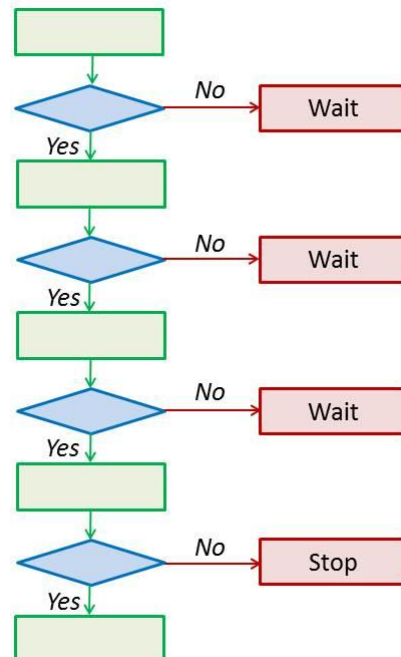 No
Wait
Yes
No
Wait
Yes
No
Wait
Yes
No
Stop
Yes